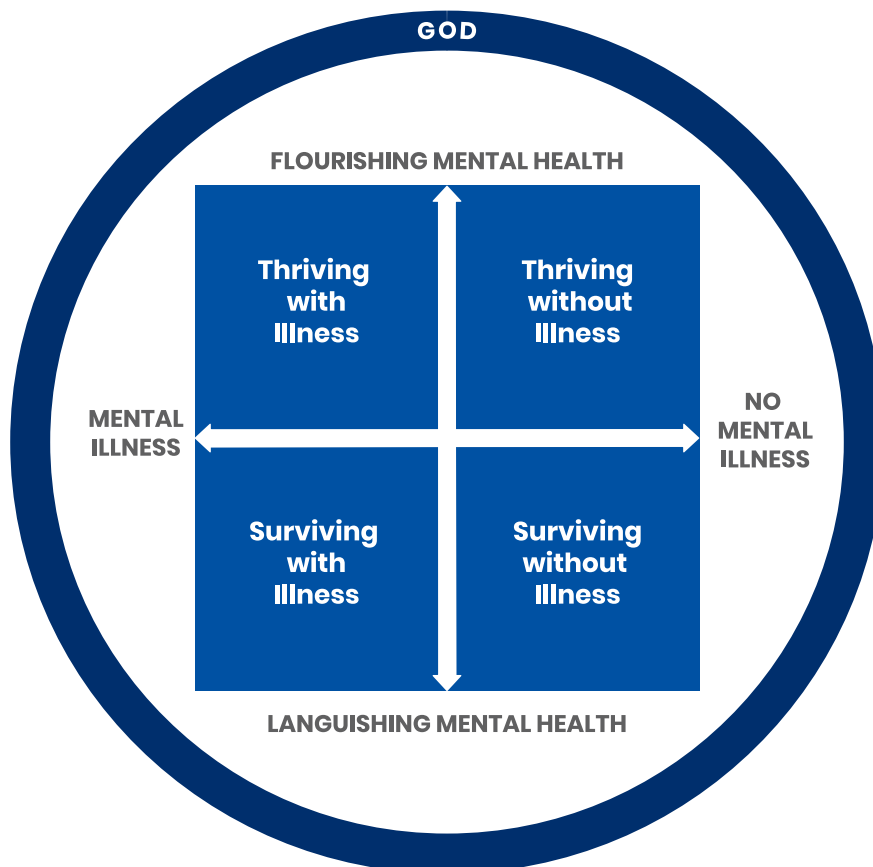 GOD
FLOURISHING MENTAL HEALTH
Thriving
with
Illness
Thriving
without
Illness
MENTAL
ILLNESS
NO
MENTAL
ILLNESS
Surviving
with
Illness
Surviving
without
Illness
LANGUISHING MENTAL HEALTH